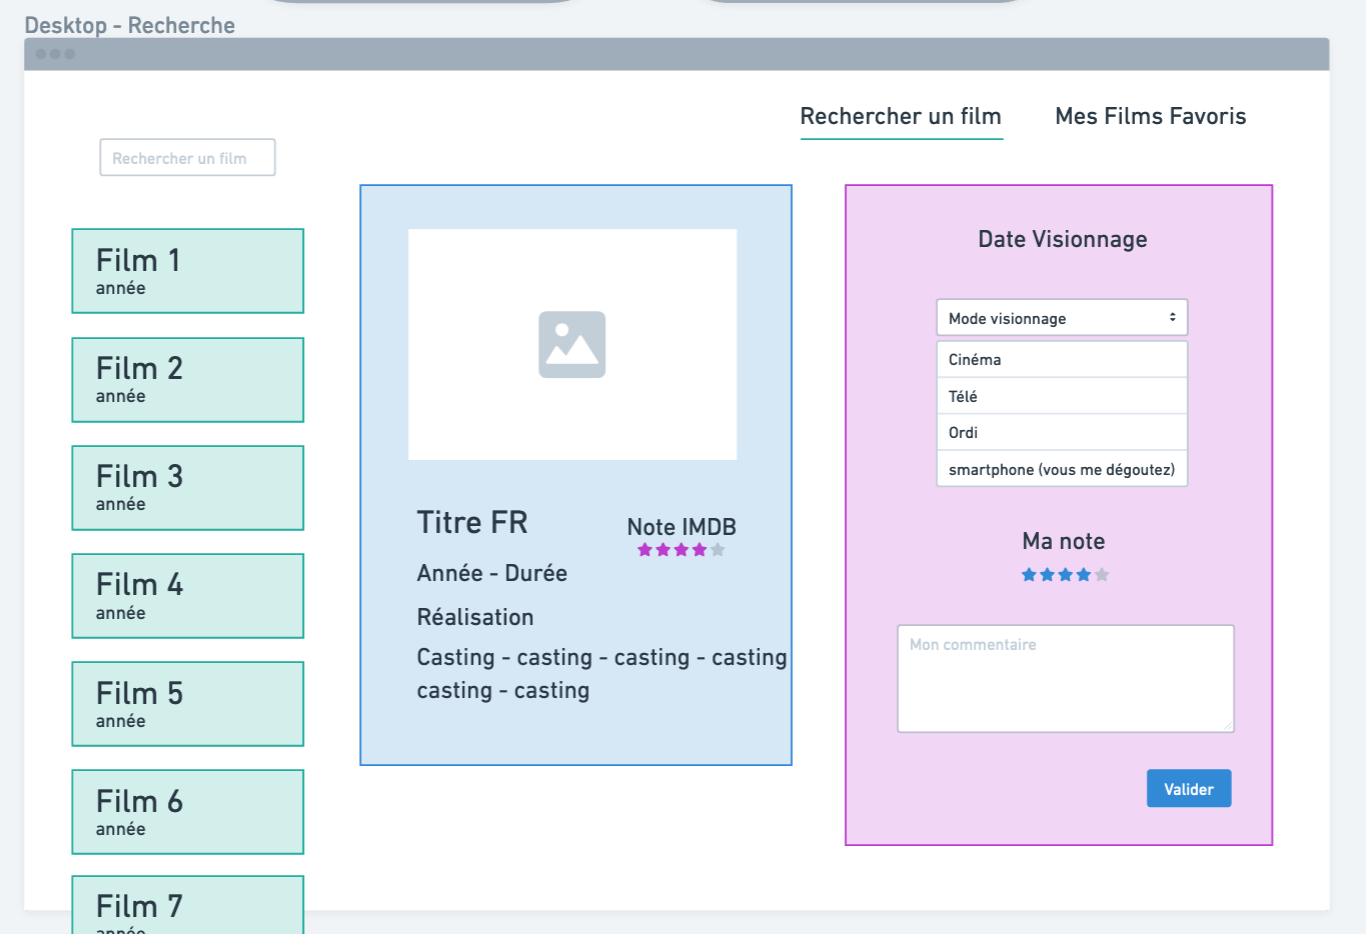 Desktop - Recherche
Rechercher un film
Mes Films Favoris
Rechercher un film
Film 1
année
Film 2
année
Film 3
année
Film 4
année
Film 5
année
Film 6
année
Film 7
année
Titre FR
Note IMDB
Année - Durée
Réalisation
Casting - casting - casting - casting
casting - casting
Date Visionnage
Mode visionnage
Cinéma
Télé
Ordi
smartphone (vous me dégoutez)
Ma note
Mon commentaire
Valider